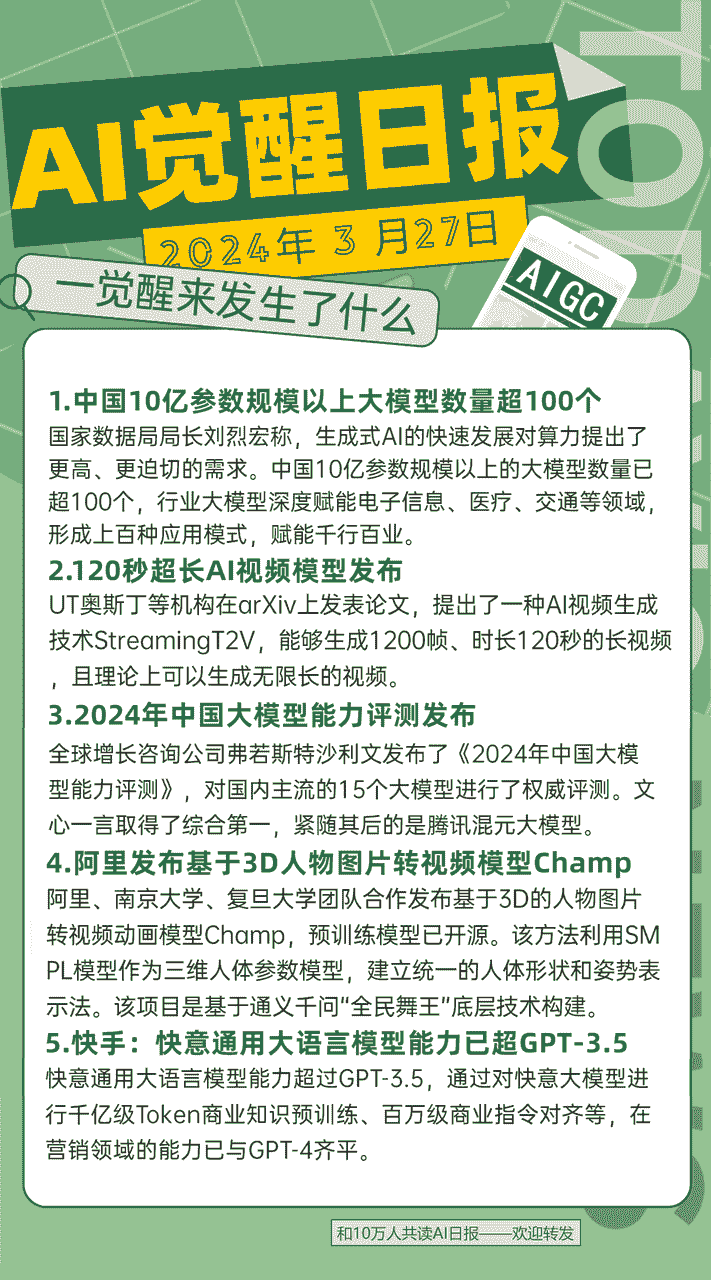 AI觉醒日报
2024年 3 月27日
一觉醒来发生了什么
AIGC
1.中国10亿参数规模以上大模型数量超100个
国家数据局局长刘烈宏称，生成式AI的快速发展对算力提出了
更高、更迫切的需求。中国10亿参数规模以上的大模型数量已
超100个，行业大模型深度赋能电子信息、医疗、交通等领域，
形成上百种应用模式，赋能千行百业。
2.120秒超长AI视频模型发布
UT奥斯丁等机构在arXiv上发表论文，提出了一种AI视频生成
技术StreamingT2V，能够生成1200帧、时长120秒的长视频
，且理论上可以生成无限长的视频。
3.2024年中国大模型能力评测发布
全球增长咨询公司弗若斯特沙利文发布了《2024年中国大模
型能力评测》，对国内主流的15个大模型进行了权威评测。文
心一言取得了综合第一，紧随其后的是腾讯混元大模型。
4.阿里发布基于3D人物图片转视频模型Champ
阿里、南京大学、复旦大学团队合作发布基于3D的人物图片
转视频动画模型Champ，预训练模型已开源。该方法利用SM
PL模型作为三维人体参数模型，建立统一的人体形状和姿势表
示法。该项目是基于通义千问“全民舞王”底层技术构建。
5.快手：快意通用大语言模型能力已超GPT-3.5
快意通用大语言模型能力超过GPT-3.5，通过对快意大模型进
行千亿级Token商业知识预训练、百万级商业指令对齐等，在
营销领域的能力已与GPT-4齐平。
和10万人共读AI日报——欢迎转发